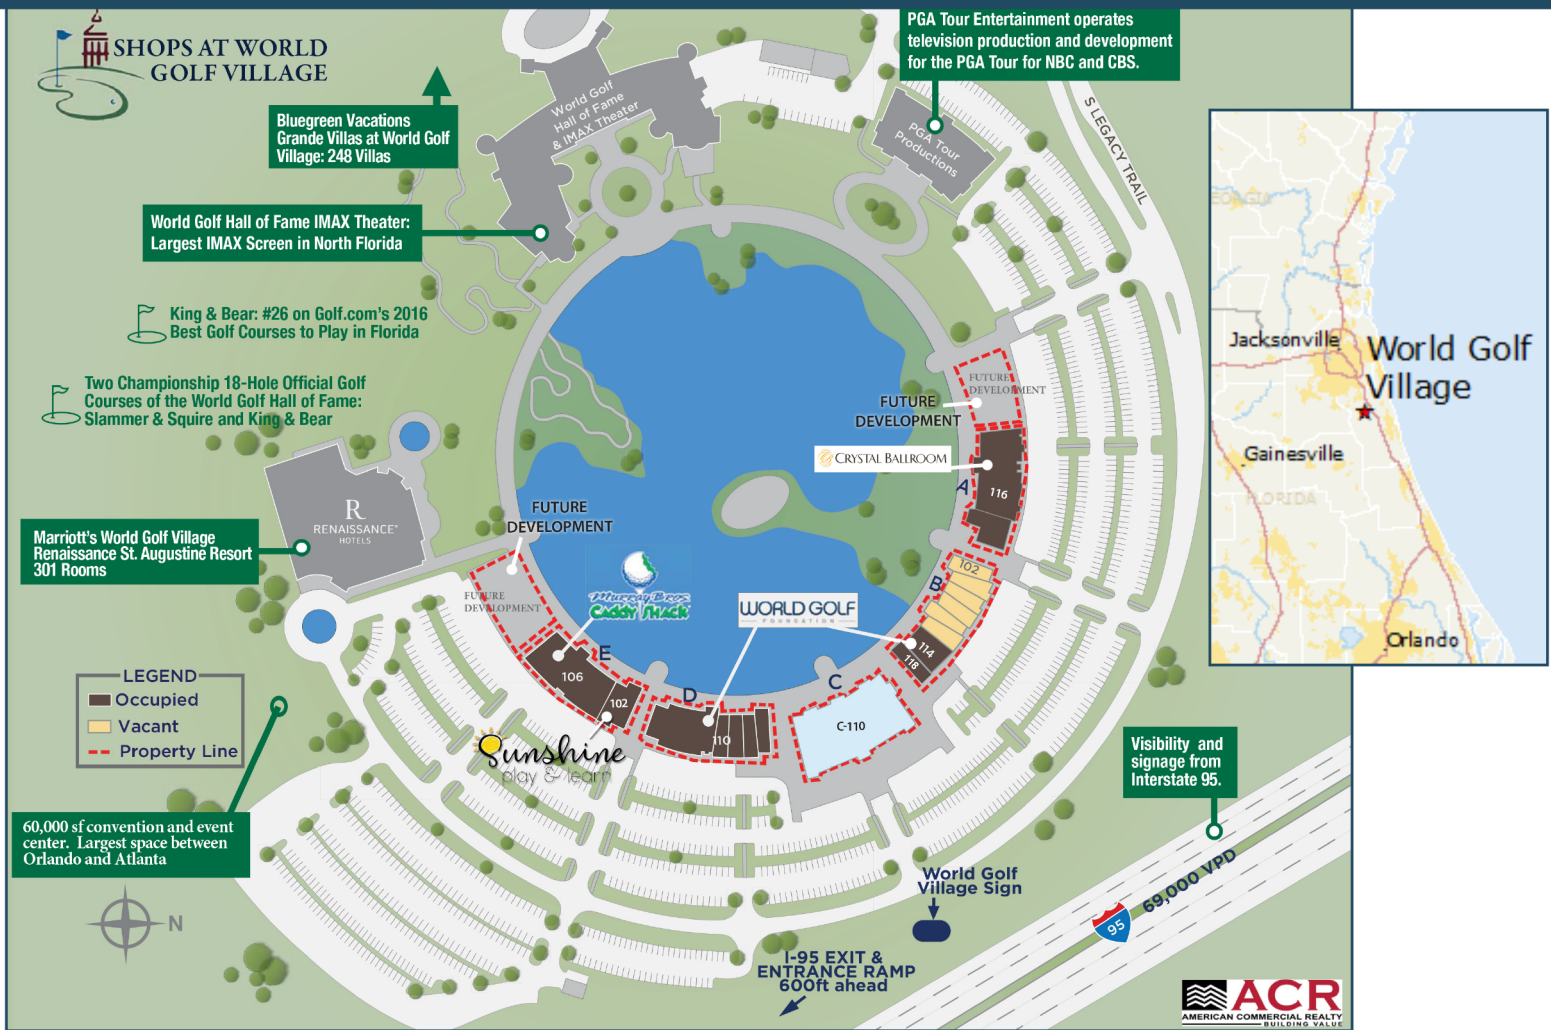 SHOPS AT WORLD
GOLF VILLAGE
PGA Tour Entertainment operates
television production and development
for the PGA Tour for NBC and CBS.
Bluegreen Vacations
Grande Villas at World Golf
Village: 248 Villas
World Golf
Hall of Fame
& IMAX Theater
PGA Tour
Productions
S LEGACY TRAIL
World Golf Hall of Fame IMAX Theater:
Largest IMAX Screen in North Florida
King & Bear: #26 on Golf.com's 2016
Best Golf Courses to Play in Florida
Two Championship 18-Hole Official Golf
Courses of the World Golf Hall of Fame:
Slammer & Squire and King & Bear
R
RENAISSANCE
HOTELS
Marriott's World Golf Village
Renaissance St. Augustine Resort
301 Rooms
FUTURE
DEVELOPMENT
FUTURE
DEVELOPMENT
CRYSTAL BALLROOM
A
116
FUTURE
DEVELOPMENT
FUTURE
DEVELOPMENT
Murray Bros.
CADDY SHACK
WORLD GOLF
FOUNDATION
B
102
114
118
C
C-110
D
110
E
106
102
Sunshine
play & learn
LEGEND
Occupied
Vacant
Property Line
60,000 sf convention and event
center. Largest space between
Orlando and Atlanta
N
Visibility and
signage from
Interstate 95.
World Golf
Village Sign
I-95 EXIT &
ENTRANCE RAMP
600ft ahead
95
69,000 VPD
GEORGIA
Jacksonville
World Golf
Village
Gainesville
FLORIDA
Orlando
ACR
AMERICAN COMMERCIAL REALTY
BUILDING VALUE